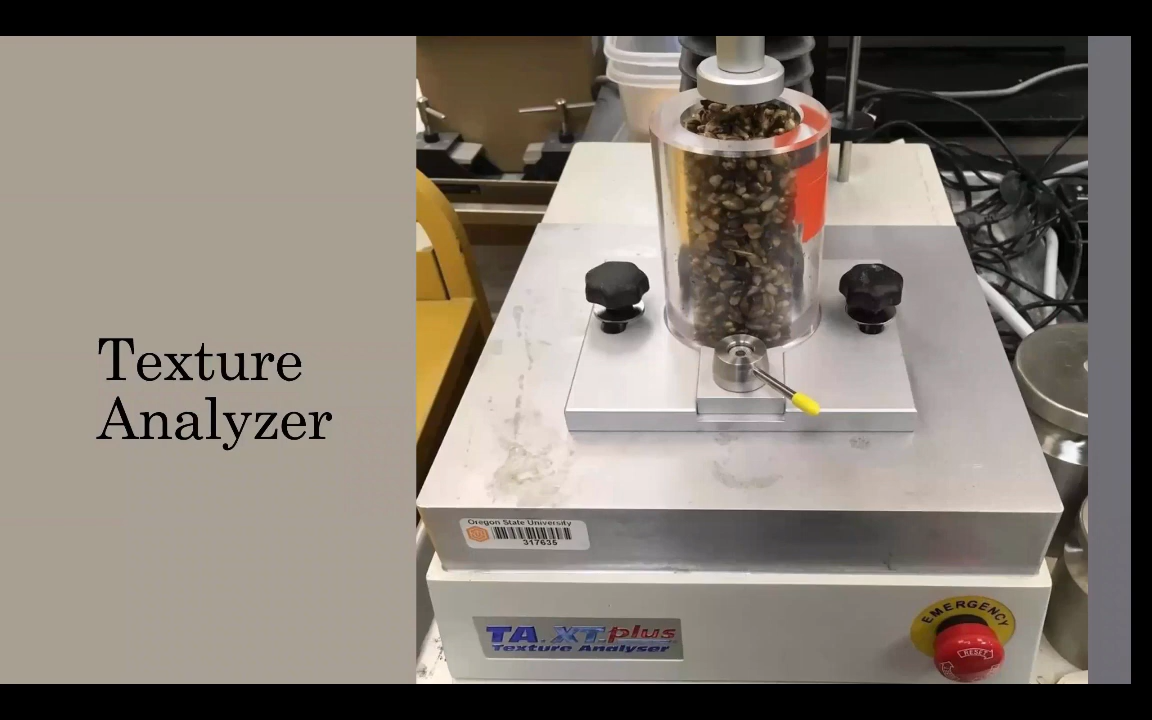 Texture
Analyzer
Oregon State University
317635
TA.XT.plus
Texture Analyser
EMERGENCY
RESET